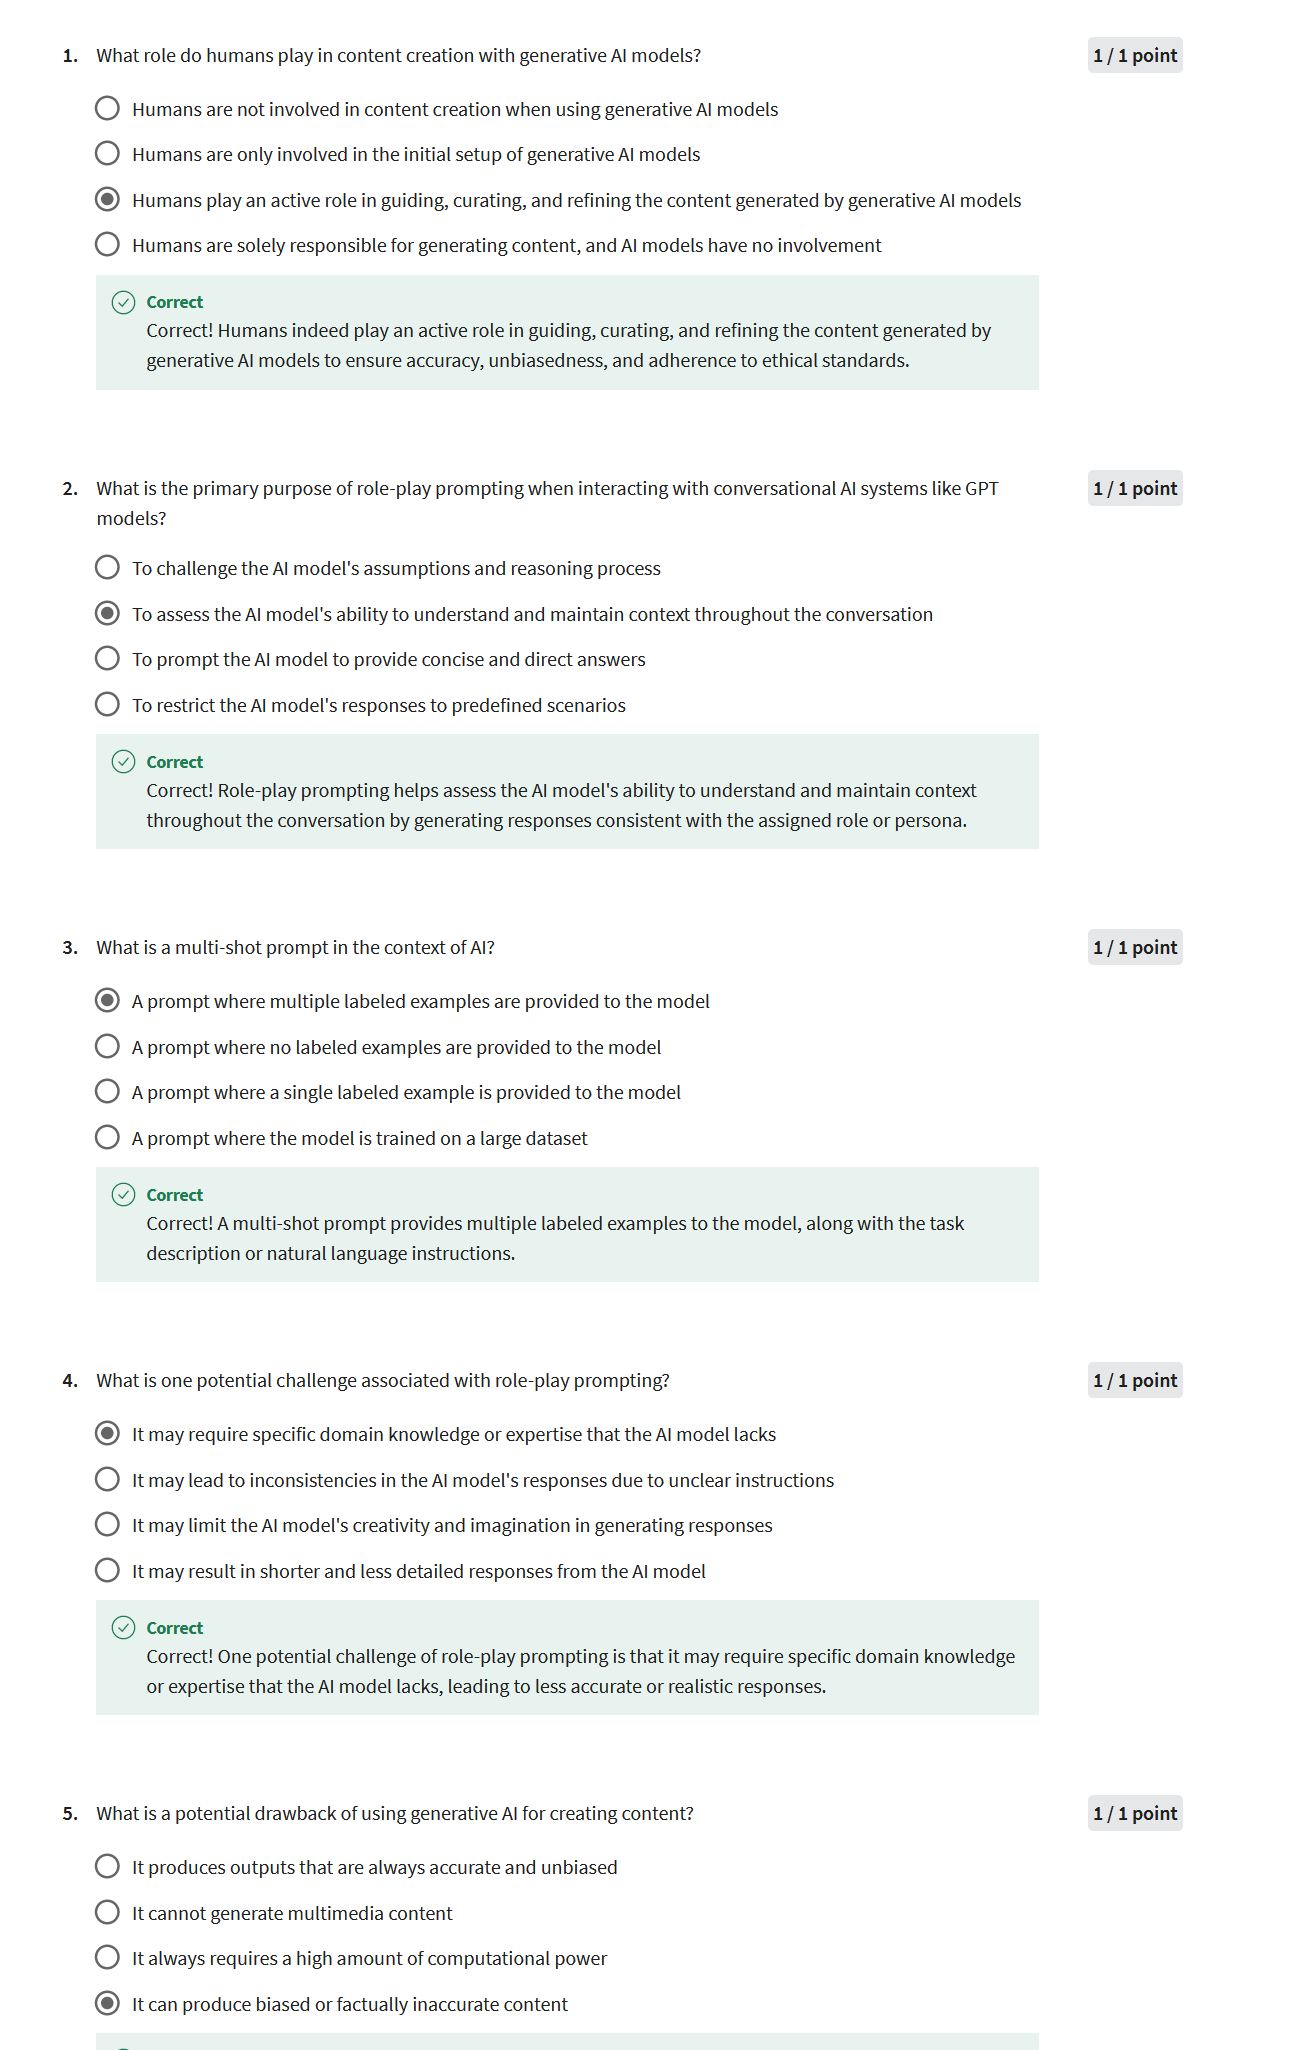 1. What role do humans play in content creation with generative AI models?
1 / 1 point
Humans are not involved in content creation when using generative AI models
Humans are only involved in the initial setup of generative AI models
Humans play an active role in guiding, curating, and refining the content generated by generative AI models
Humans are solely responsible for generating content, and AI models have no involvement
Correct
Correct! Humans indeed play an active role in guiding, curating, and refining the content generated by
generative AI models to ensure accuracy, unbiasedness, and adherence to ethical standards.
2. What is the primary purpose of role-play prompting when interacting with conversational AI systems like GPT
models?
1 / 1 point
To challenge the AI model's assumptions and reasoning process
To assess the AI model's ability to understand and maintain context throughout the conversation
To prompt the AI model to provide concise and direct answers
To restrict the AI model's responses to predefined scenarios
Correct
Correct! Role-play prompting helps assess the AI model's ability to understand and maintain context
throughout the conversation by generating responses consistent with the assigned role or persona.
3. What is a multi-shot prompt in the context of AI?
1 / 1 point
A prompt where multiple labeled examples are provided to the model
A prompt where no labeled examples are provided to the model
A prompt where a single labeled example is provided to the model
A prompt where the model is trained on a large dataset
Correct
Correct! A multi-shot prompt provides multiple labeled examples to the model, along with the task
description or natural language instructions.
4. What is one potential challenge associated with role-play prompting?
1 / 1 point
It may require specific domain knowledge or expertise that the AI model lacks
It may lead to inconsistencies in the AI model's responses due to unclear instructions
It may limit the AI model's creativity and imagination in generating responses
It may result in shorter and less detailed responses from the AI model
Correct
Correct! One potential challenge of role-play prompting is that it may require specific domain knowledge
or expertise that the AI model lacks, leading to less accurate or realistic responses.
5. What is a potential drawback of using generative AI for creating content?
1 / 1 point
It produces outputs that are always accurate and unbiased
It cannot generate multimedia content
It always requires a high amount of computational power
It can produce biased or factually inaccurate content